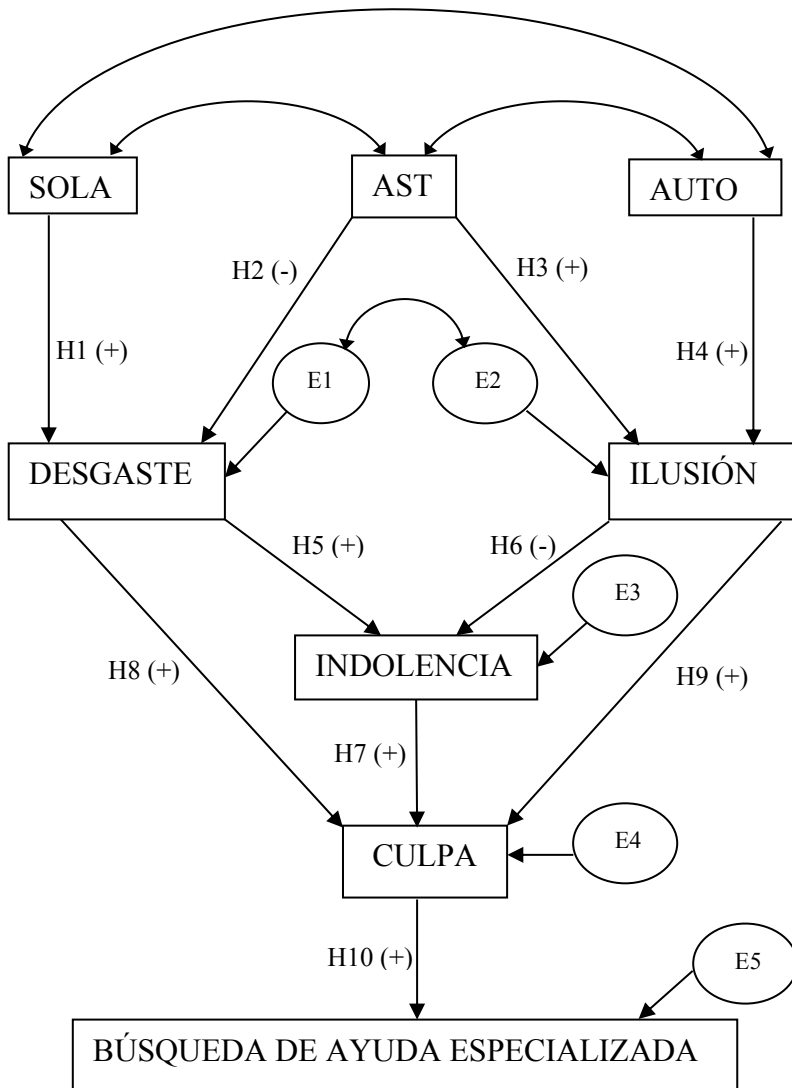 SOLA
AST
AUTO
H2 (-)
H3 (+)
H1 (+)
H4 (+)
E1
E2
DESGASTE
ILUSIÓN
H5 (+)
H6 (-)
E3
INDOLENCIA
H8 (+)
H9 (+)
H7 (+)
E4
CULPA
H10 (+)
E5
BÚSQUEDA DE AYUDA ESPECIALIZADA